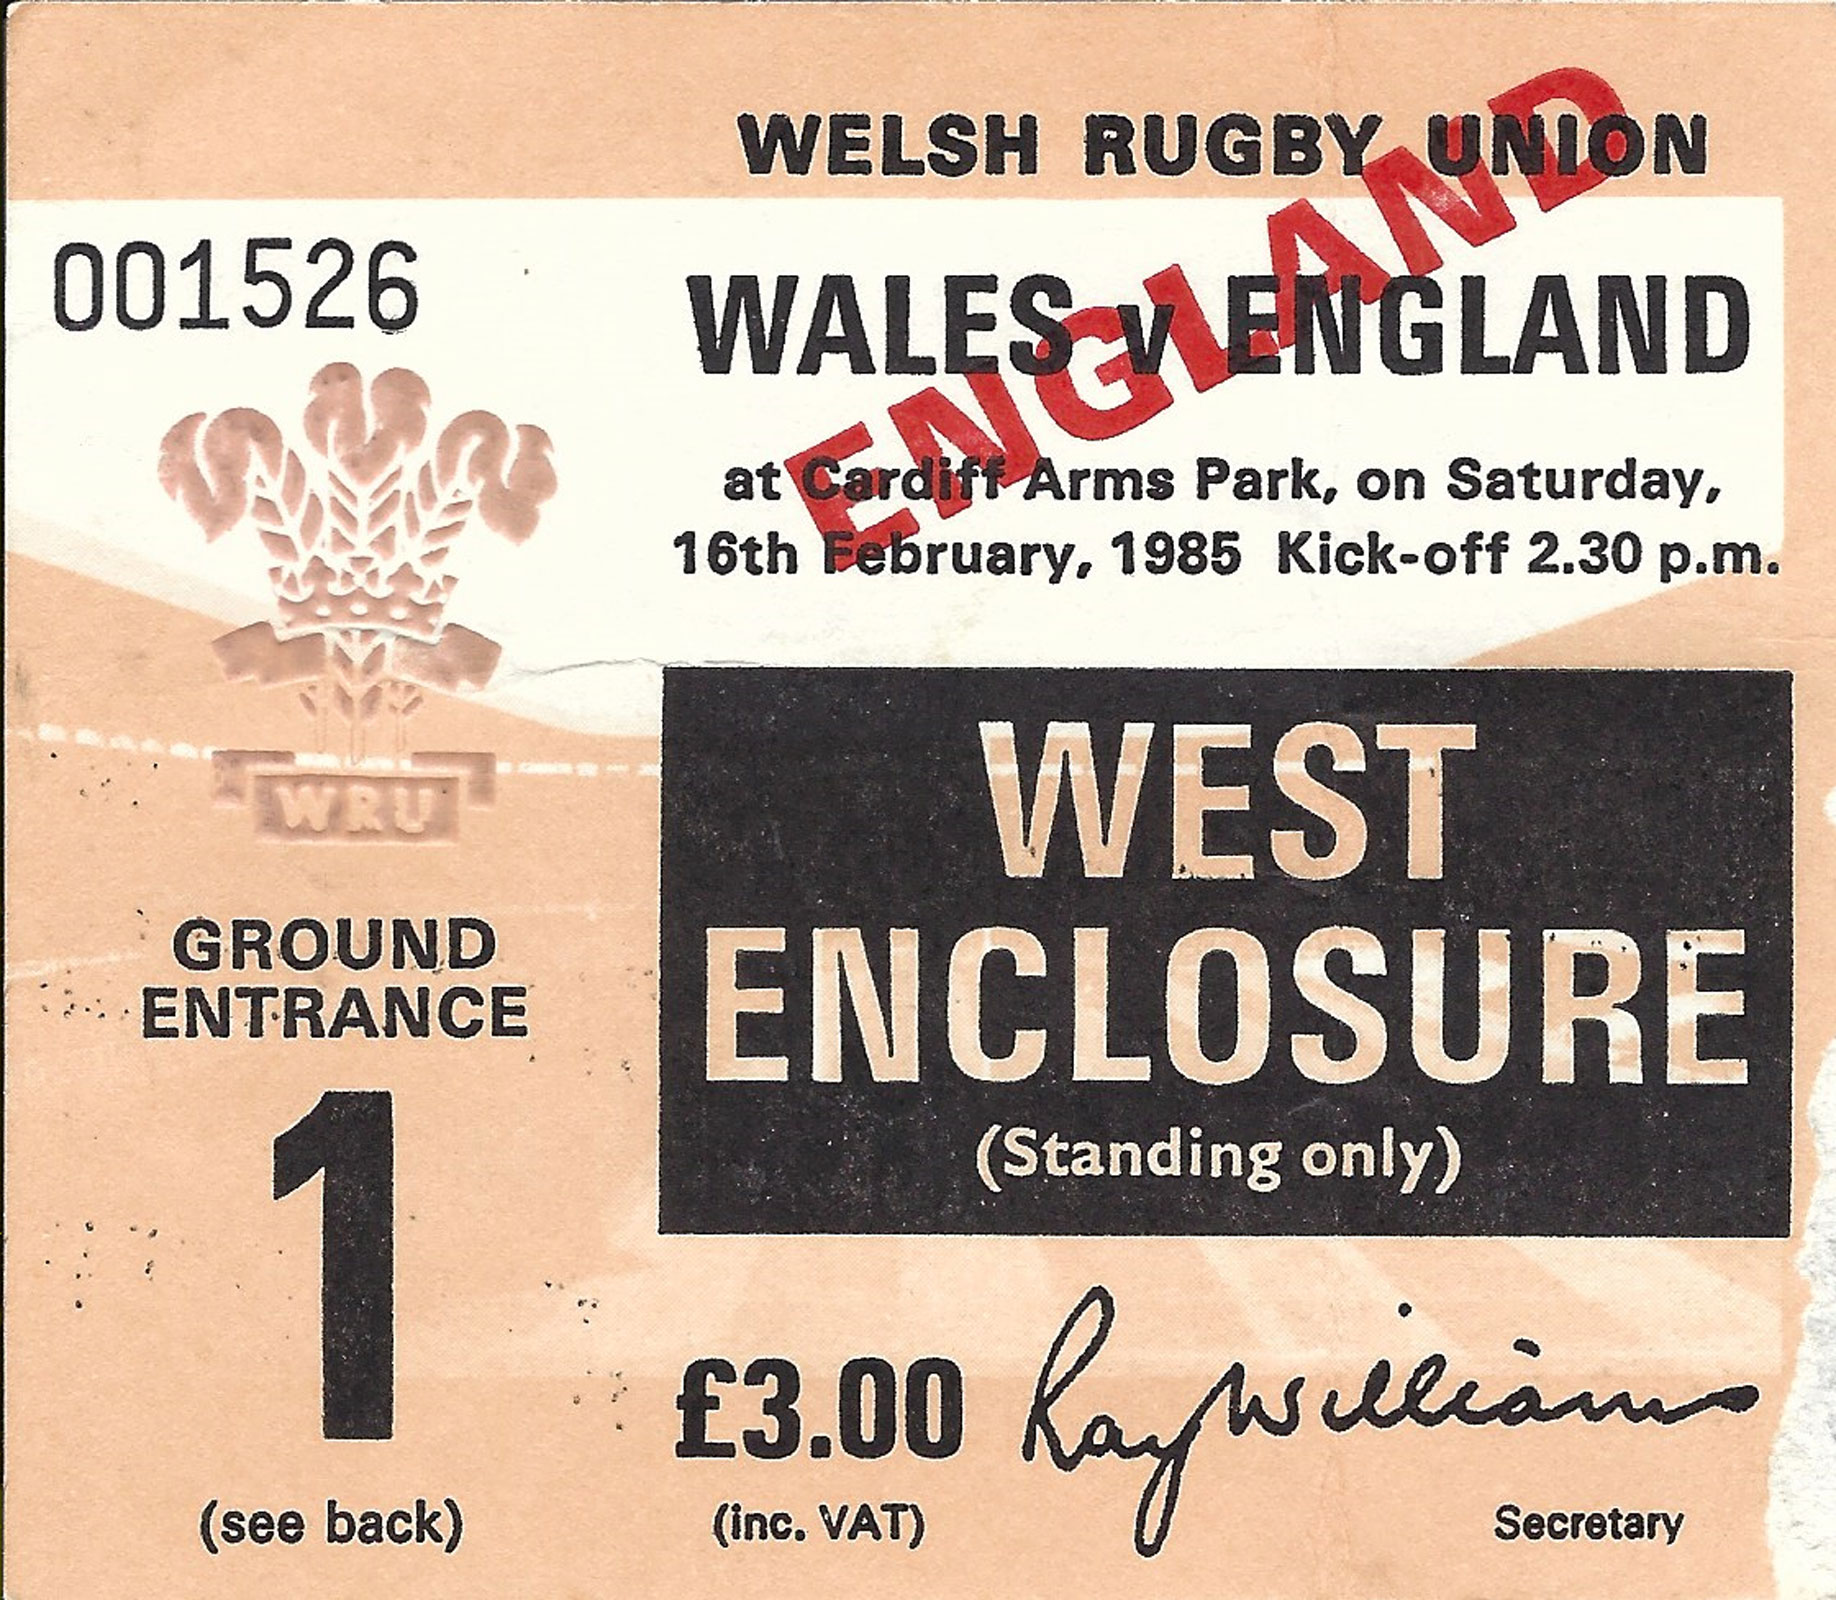 WELSH RUGBY UNION
ENGLAND
001526
WALES v ENGLAND
at Cardiff Arms Park, on Saturday,
16th February, 1985 Kick-off 2.30 p.m.
WRU
WEST
ENCLOSURE
(Standing only)
GROUND
ENTRANCE
1
(see back)
£3.00
(inc. VAT)
Ray Williams
Secretary